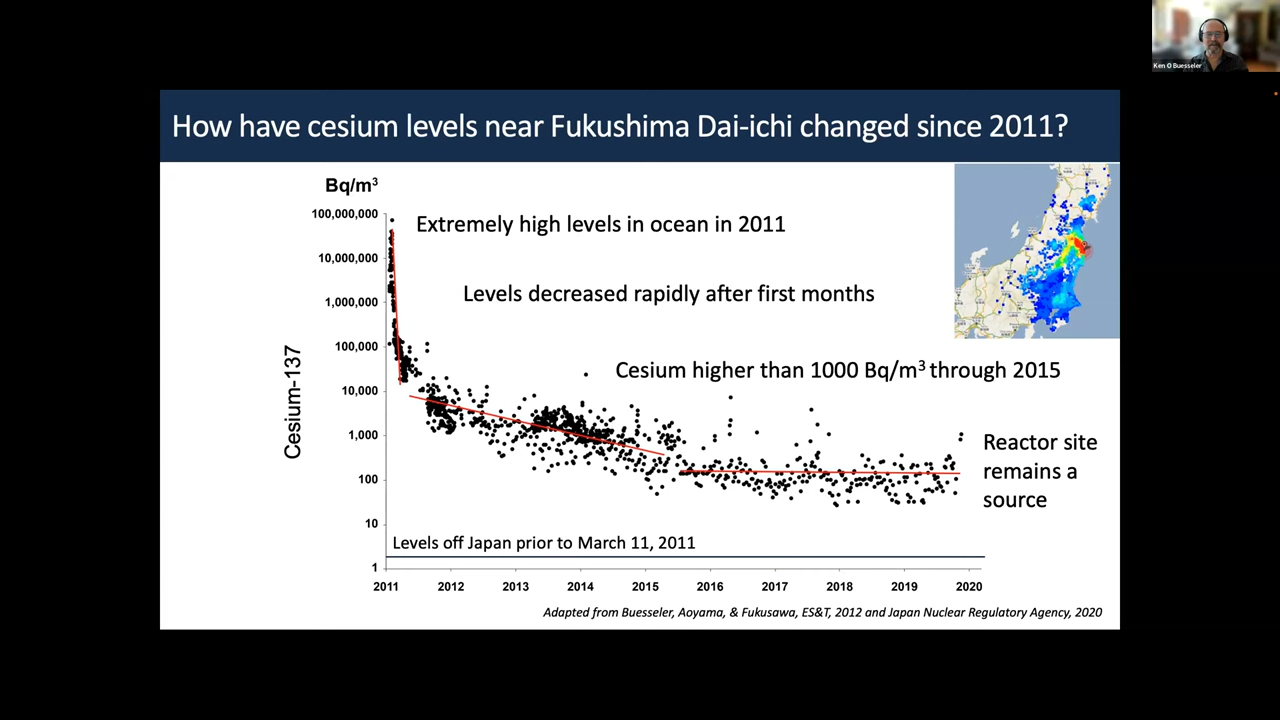 Ken O Buesseler
How have cesium levels near Fukushima Dai-ichi changed since 2011?
Bq/m³
100,000,000
10,000,000
1,000,000
100,000
10,000
1,000
100
10
1
Cesium-137
Extremely high levels in ocean in 2011
Levels decreased rapidly after first months
Cesium higher than 1000 Bq/m³ through 2015
Reactor site
remains a
source
Levels off Japan prior to March 11, 2011
2011 2012 2013 2014 2015 2016 2017 2018 2019 2020
Adapted from Buesseler, Aoyama, & Fukusawa, ES&T, 2012 and Japan Nuclear Regulatory Agency, 2020